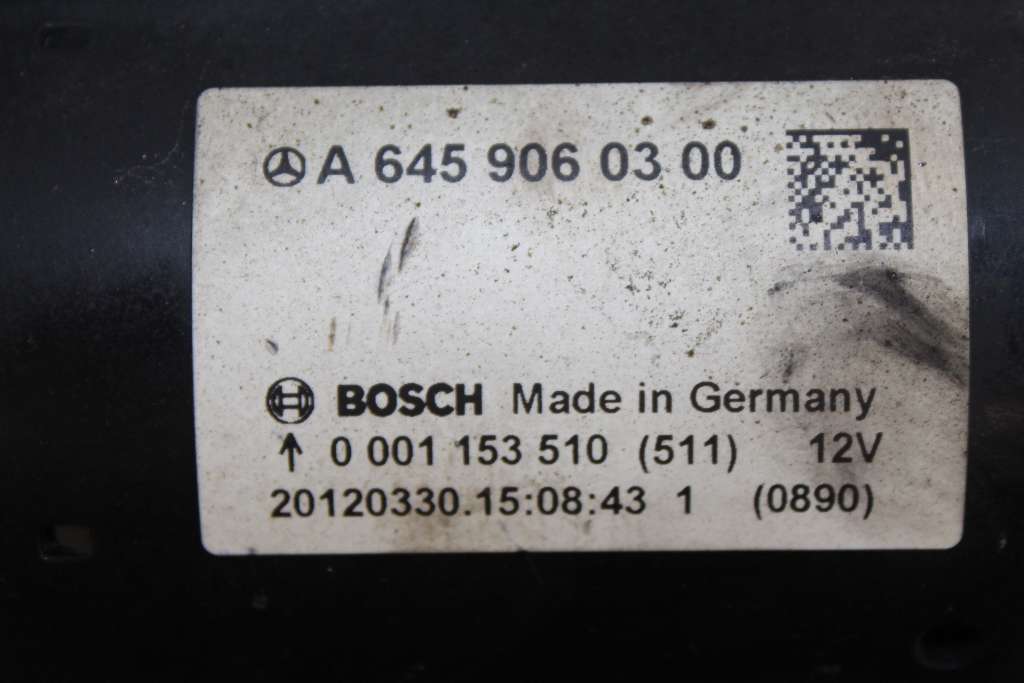 A 645 906 03 00
BOSCH Made in Germany
↑ 0 001 153 510 (511) 12V
20120330.15:08:43 1 (0890)